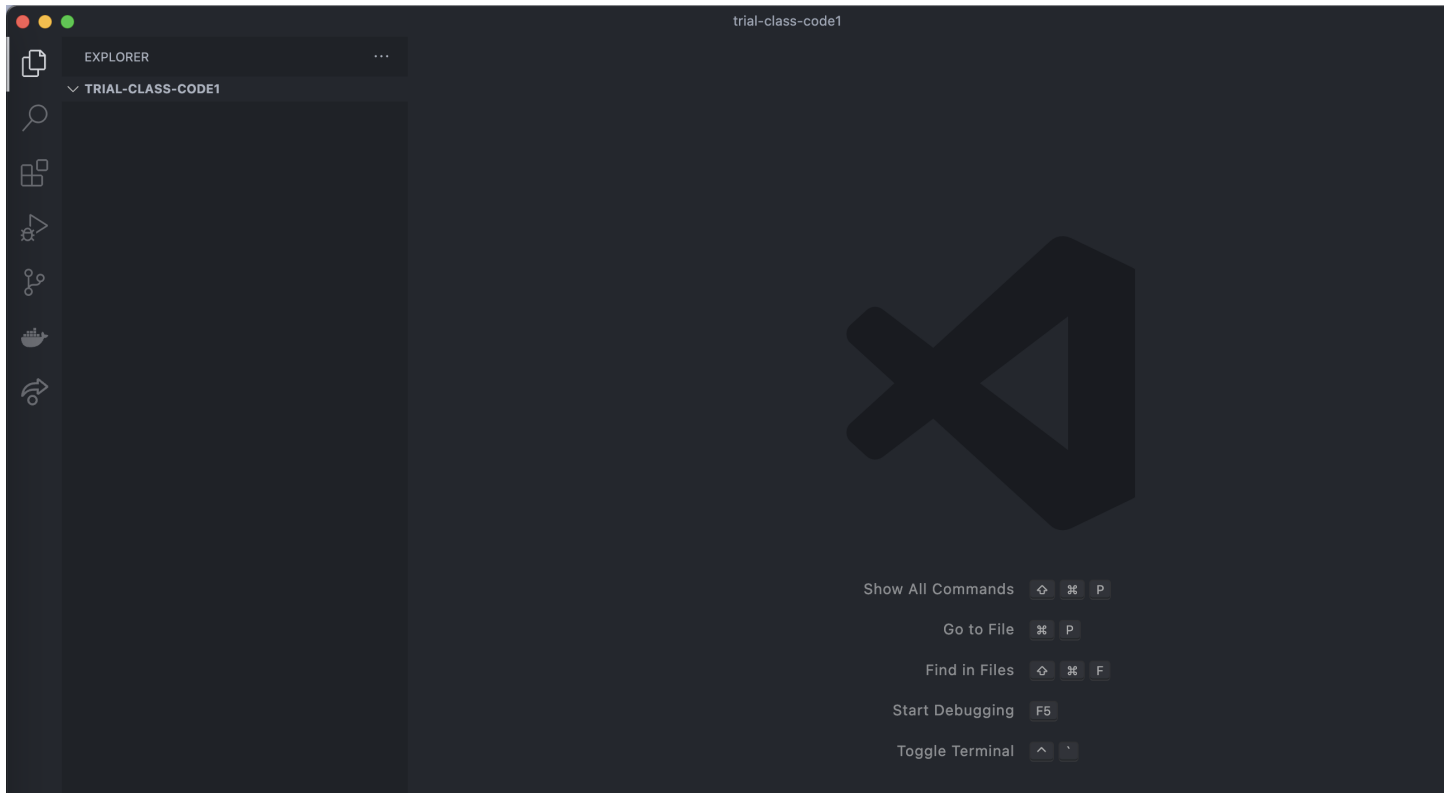 trial-class-code1
EXPLORER ···
TRIAL-CLASS-CODE1
Show All Commands ⇧ ⌘ P
Go to File ⌘ P
Find in Files ⇧ ⌘ F
Start Debugging F5
Toggle Terminal ^ `